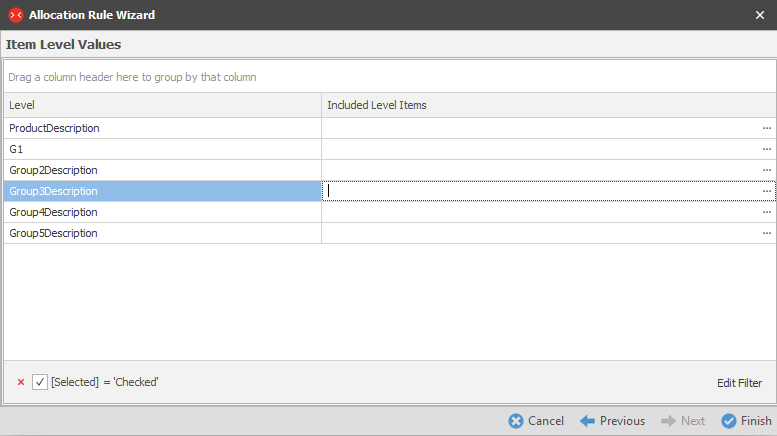 Allocation Rule Wizard
Item Level Values
Drag a column header here to group by that column
Level Included Level Items
ProductDescription ...
G1 ...
Group2Description ...
Group3Description ...
Group4Description ...
Group5Description ...
[Selected] = 'Checked' Edit Filter
Cancel Previous Next Finish